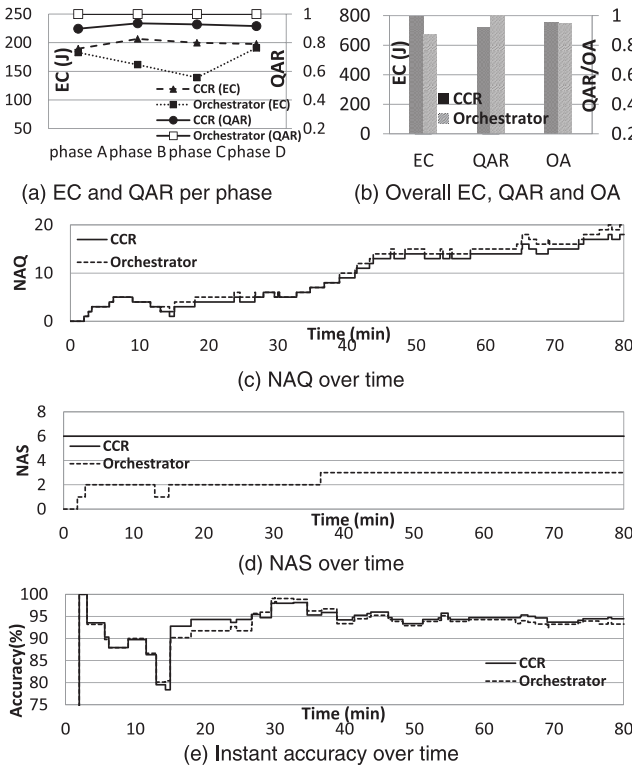 250
200
150
100
50
EC (J)
1
0.8
0.6
0.4
0.2
QAR
CCR (EC)
Orchestrator (EC)
CCR (QAR)
Orchestrator (QAR)
phase A phase B phase C phase D
(a) EC and QAR per phase
800
600
400
200
0
EC (J)
1
0.8
0.6
0.4
0.2
QAR/OA
CCR
Orchestrator
EC QAR OA
(b) Overall EC, QAR and OA
20
10
0
NAQ
CCR
Orchestrator
Time (min)
0 10 20 30 40 50 60 70 80
(c) NAQ over time
8
6
4
2
0
NAS
CCR
Orchestrator
Time (min)
0 10 20 30 40 50 60 70 80
(d) NAS over time
100
95
90
85
80
75
Accuracy(%)
CCR
Orchestrator
Time (min)
0 10 20 30 40 50 60 70 80
(e) Instant accuracy over time